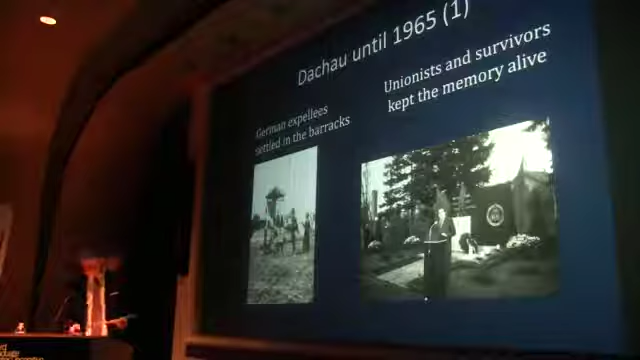 Dachau until 1965 (1)
German expellees
settled in the barracks
Unionists and survivors
kept the memory alive